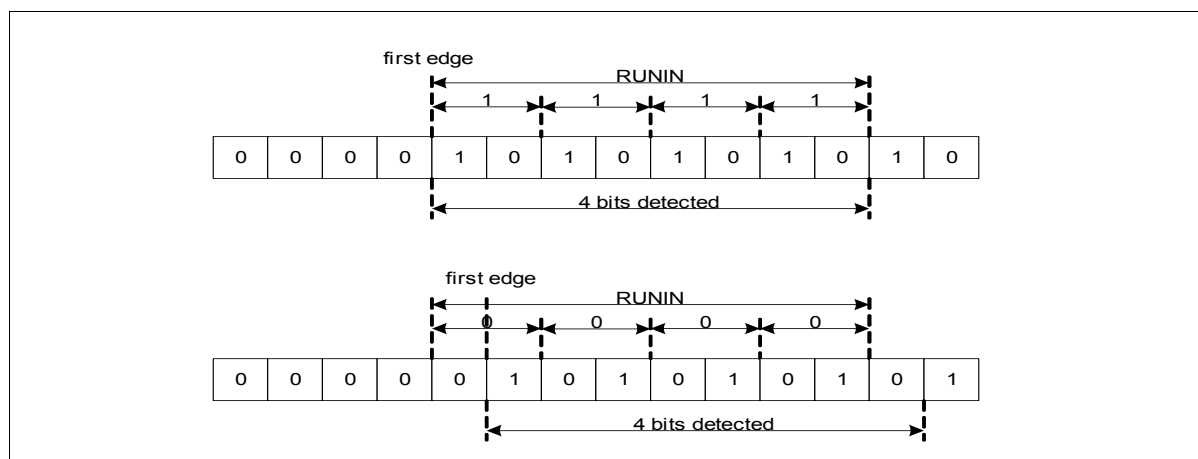 first edge
RUNIN
1 1 1 1
0 0 0 0 1 0 1 0 1 0 1 0 1 0
4 bits detected
first edge
RUNIN
0 0 0 0
0 0 0 0 0 1 0 1 0 1 0 1 0 1
4 bits detected